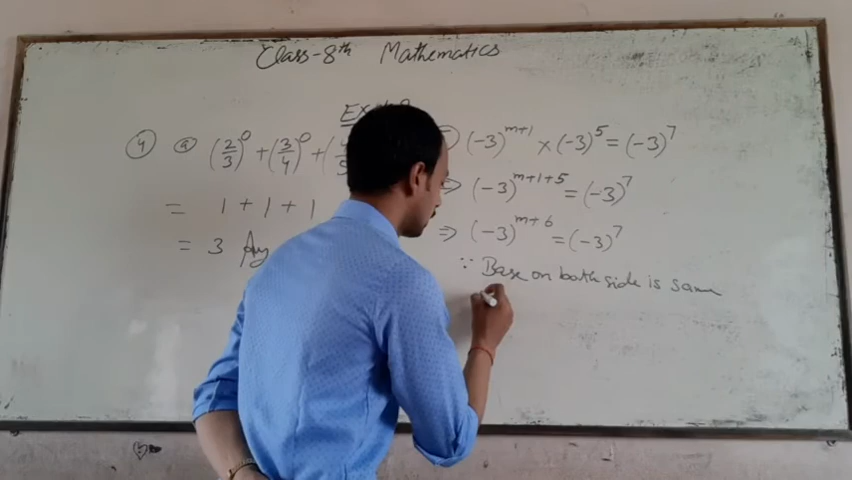 Class-8th Mathematics
4 a (2/3)⁰ + (3/4)⁰ + (
= 1 + 1 + 1
= 3
(-3)^{m+1} × (-3)^5 = (-3)^7
⇒ (-3)^{m+1+5} = (-3)^7
⇒ (-3)^{m+6} = (-3)^7
∵ Base on both side is same